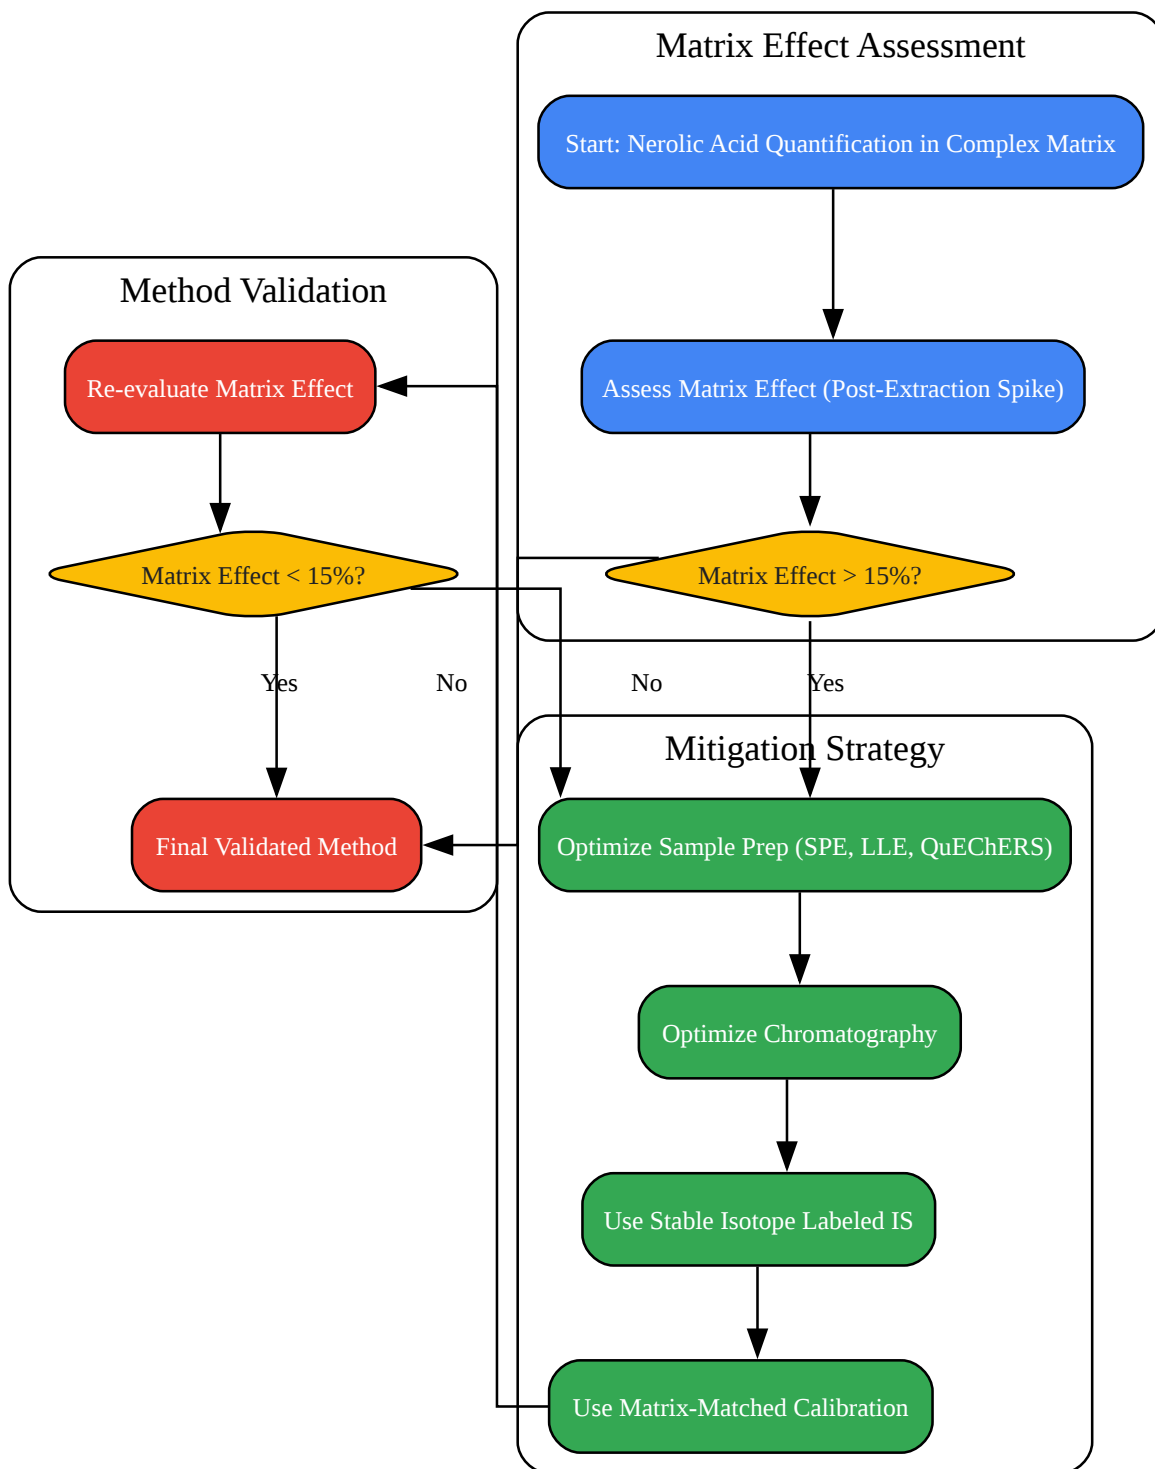 Matrix Effect Assessment
Start: Nerolic Acid Quantification in Complex Matrix
Assess Matrix Effect (Post-Extraction Spike)
Matrix Effect > 15%?
No
Yes
Method Validation
Re-evaluate Matrix Effect
Matrix Effect < 15%?
Yes
No
Final Validated Method
Mitigation Strategy
Optimize Sample Prep (SPE, LLE, QuEChERS)
Optimize Chromatography
Use Stable Isotope Labeled IS
Use Matrix-Matched Calibration